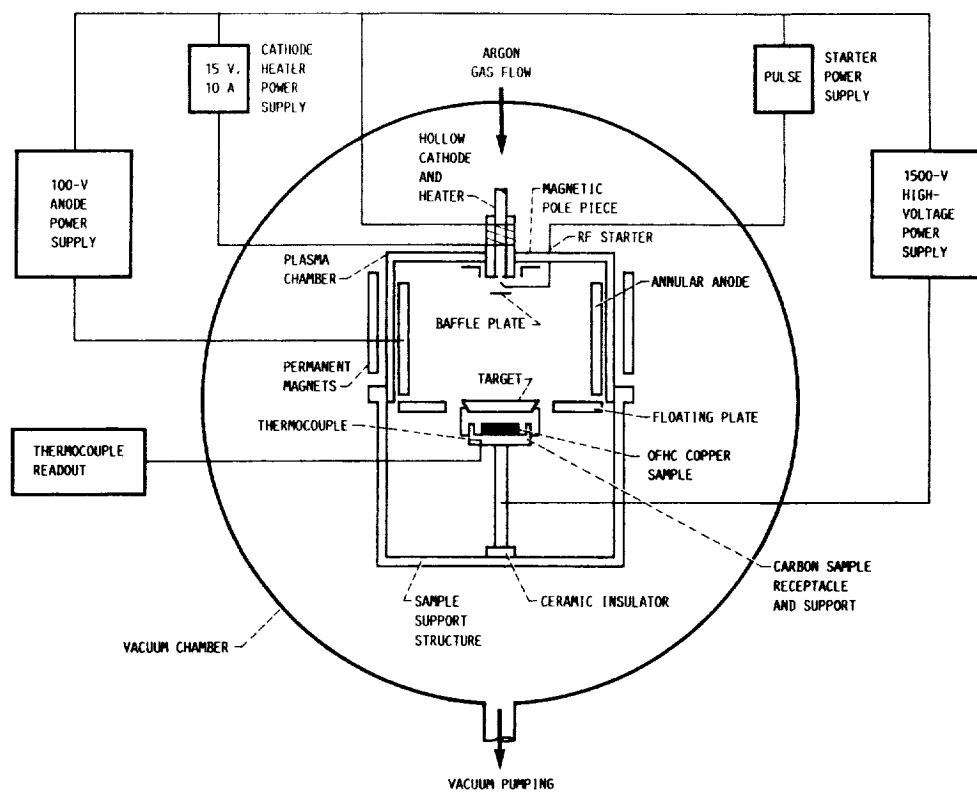 15 V,
10 A
CATHODE
HEATER
POWER
SUPPLY
ARGON
GAS FLOW
PULSE
STARTER
POWER
SUPPLY
100-V
ANODE
POWER
SUPPLY
HOLLOW
CATHODE
AND
HEATER
MAGNETIC
POLE PIECE
RF STARTER
1500-V
HIGH-
VOLTAGE
POWER
SUPPLY
PLASMA
CHAMBER
ANNULAR ANODE
BAFFLE PLATE
PERMANENT
MAGNETS
TARGET
FLOATING PLATE
THERMOCOUPLE
THERMOCOUPLE
READOUT
OFHC COPPER
SAMPLE
CARBON SAMPLE
RECEPTACLE
AND SUPPORT
SAMPLE
SUPPORT
STRUCTURE
CERAMIC INSULATOR
VACUUM CHAMBER
VACUUM PUMPING